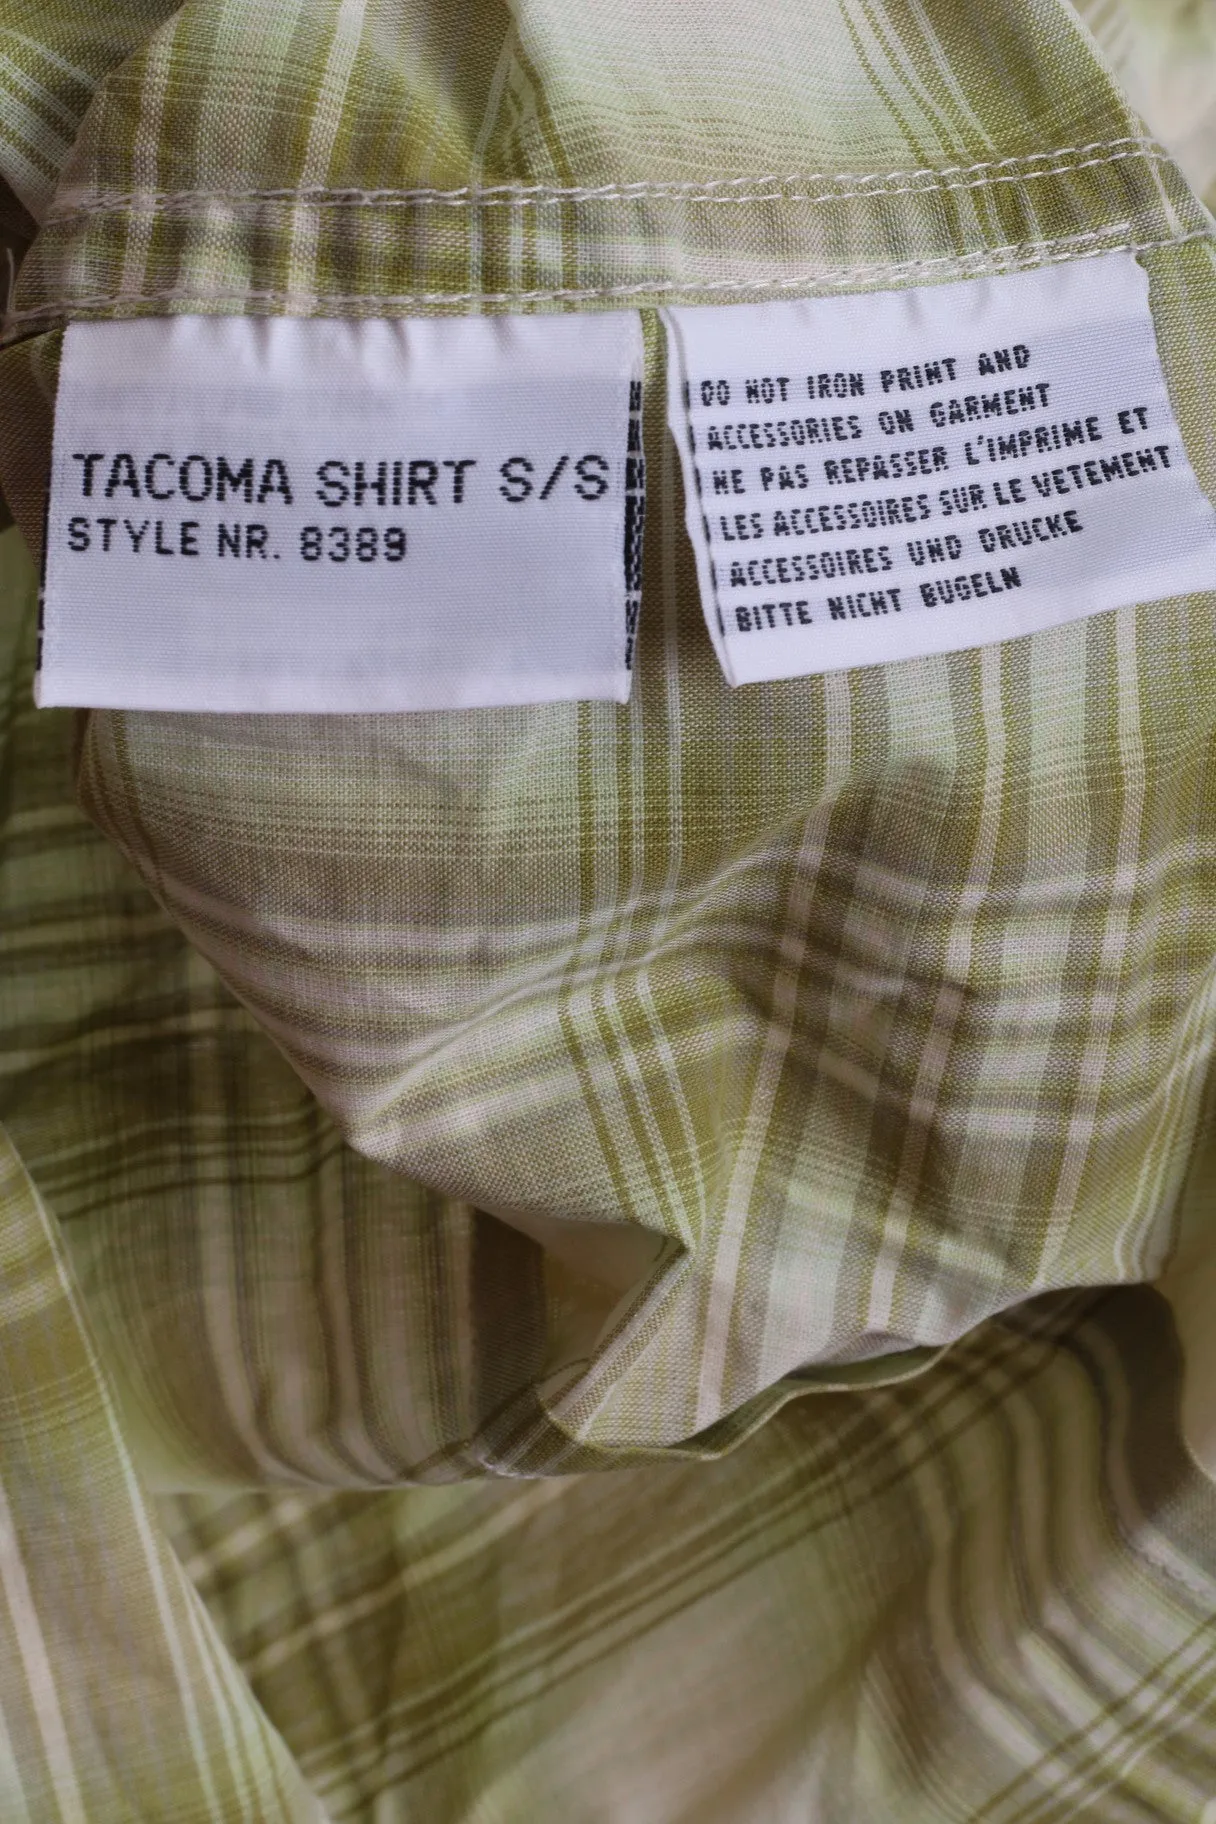 TACOMA SHIRT S/S
STYLE NR. 8389
DO NOT IRON PRINT AND
ACCESSORIES ON GARMENT
NE PAS REPASSER L'IMPRIME ET
LES ACCESSOIRES SUR LE VETEMENT
ACCESSOIRES UND DRUCKE
BITTE NICHT BUGELN